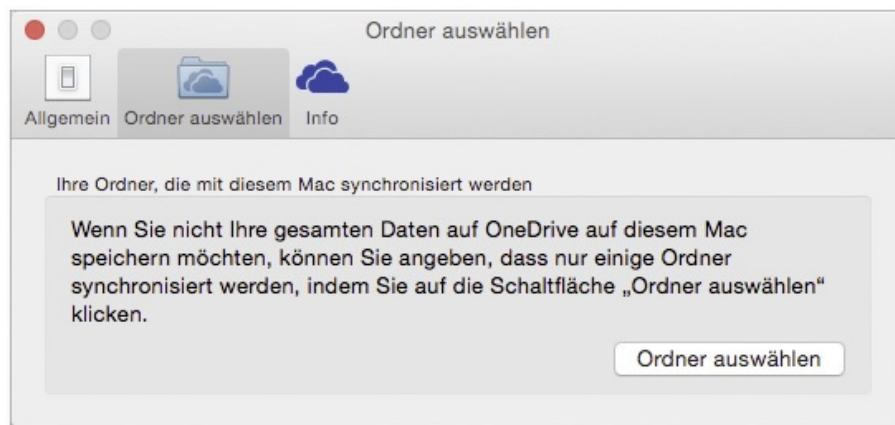 Ordner auswählen
Allgemein
Ordner auswählen
Info
Ihre Ordner, die mit diesem Mac synchronisiert werden
Wenn Sie nicht Ihre gesamten Daten auf OneDrive auf diesem Mac
speichern möchten, können Sie angeben, dass nur einige Ordner
synchronisiert werden, indem Sie auf die Schaltfläche „Ordner auswählen“
klicken.
Ordner auswählen